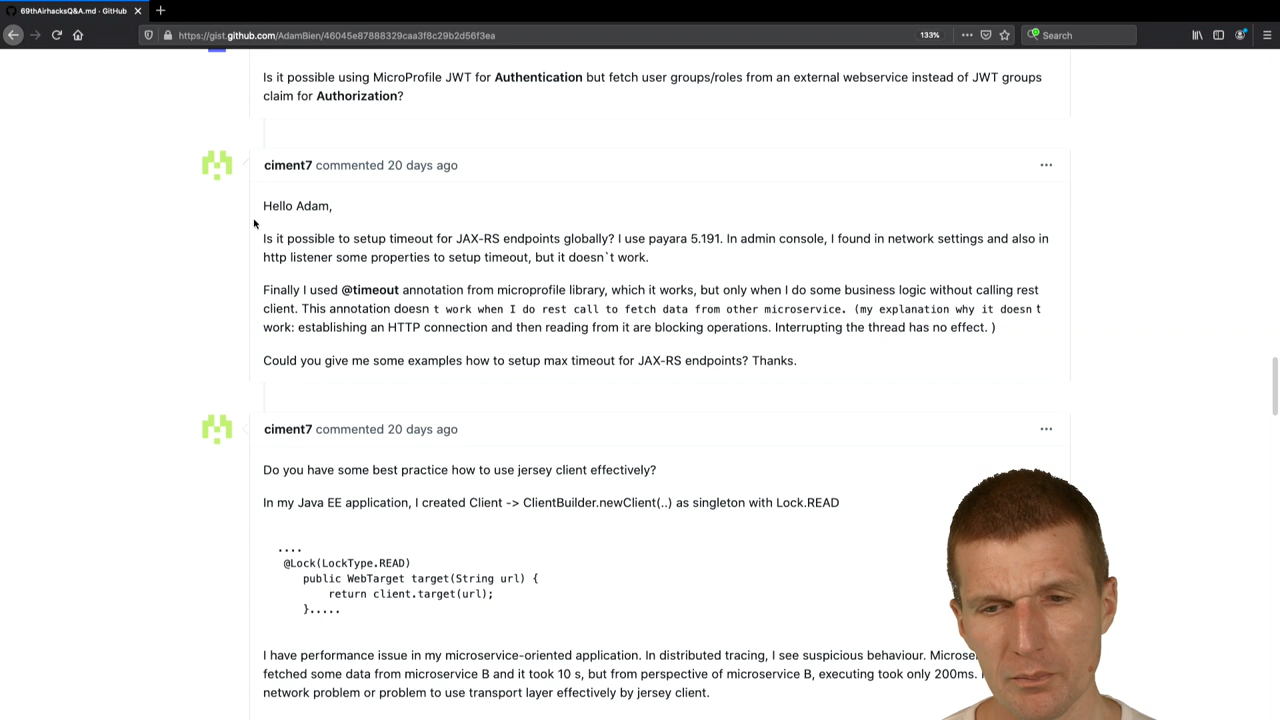 69thAirhacksQ&A.md · GitHub
https://gist.github.com/AdamBien/46045e87888329caa3f8c29b2d56f3ea
133%
Search
Is it possible using MicroProfile JWT for Authentication but fetch user groups/roles from an external webservice instead of JWT groups
claim for Authorization?
ciment7 commented 20 days ago
Hello Adam,
Is it possible to setup timeout for JAX-RS endpoints globally? I use payara 5.191. In admin console, I found in network settings and also in
http listener some properties to setup timeout, but it doesn`t work.
Finally I used @timeout annotation from microprofile library, which it works, but only when I do some business logic without calling rest
client. This annotation doesn t work when I do rest call to fetch data from other microservice. (my explanation why it doesn t
work: establishing an HTTP connection and then reading from it are blocking operations. Interrupting the thread has no effect. )
Could you give me some examples how to setup max timeout for JAX-RS endpoints? Thanks.
ciment7 commented 20 days ago
Do you have some best practice how to use jersey client effectively?
In my Java EE application, I created Client -> ClientBuilder.newClient(..) as singleton with Lock.READ
....
@Lock(LockType.READ)
public WebTarget target(String url) {
return client.target(url);
}.....
I have performance issue in my microservice-oriented application. In distributed tracing, I see suspicious behaviour.
fetched some data from microservice B and it took 10 s, but from perspective of microservice B, executing took only 200ms.
network problem or problem to use transport layer effectively by jersey client.